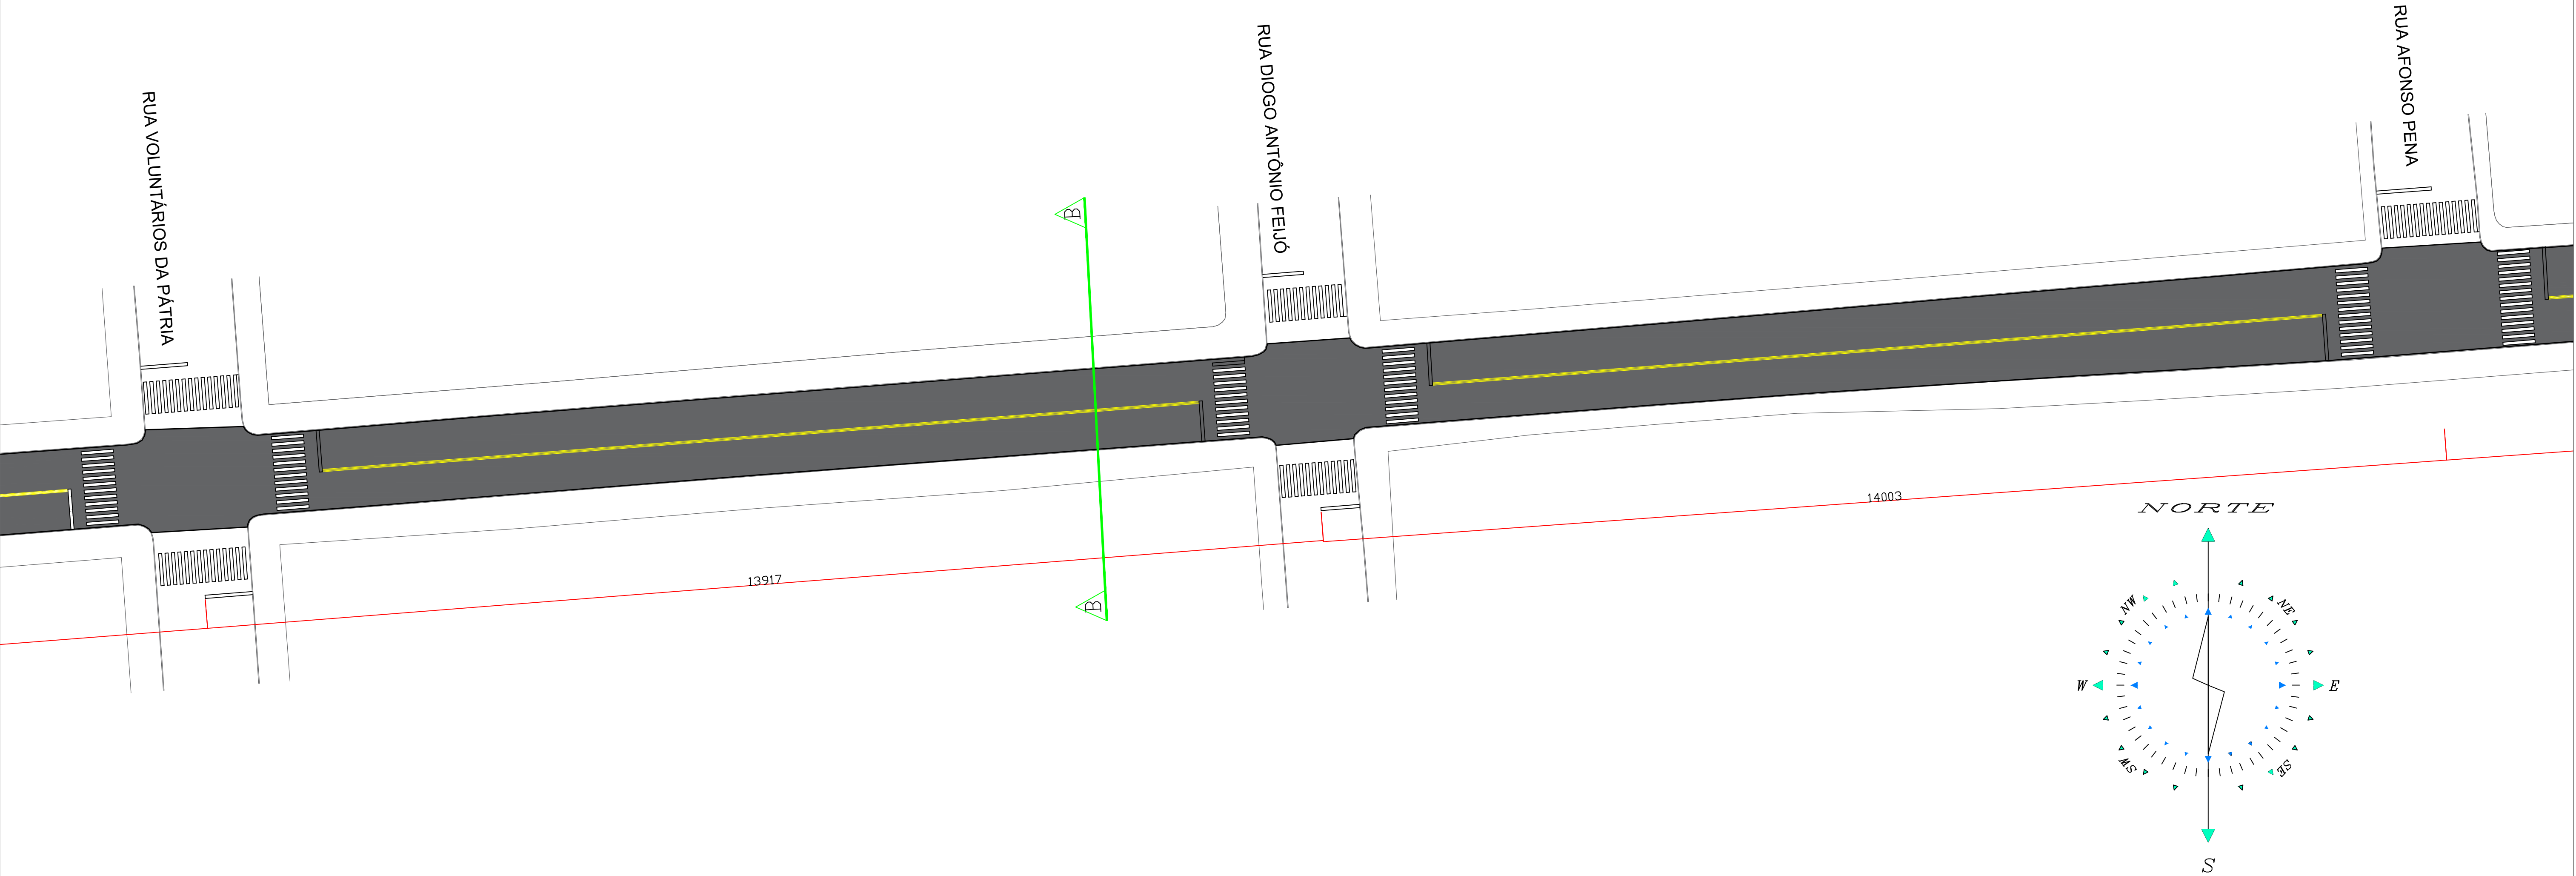 RUA VOLUNTÁRIOS DA PÁTRIA
RUA DIOGO ANTÔNIO FEIJÓ
RUA AFONSO PENA
B
B
13917
14003
NORTE
NW
NE
W
E
SW
SE
S